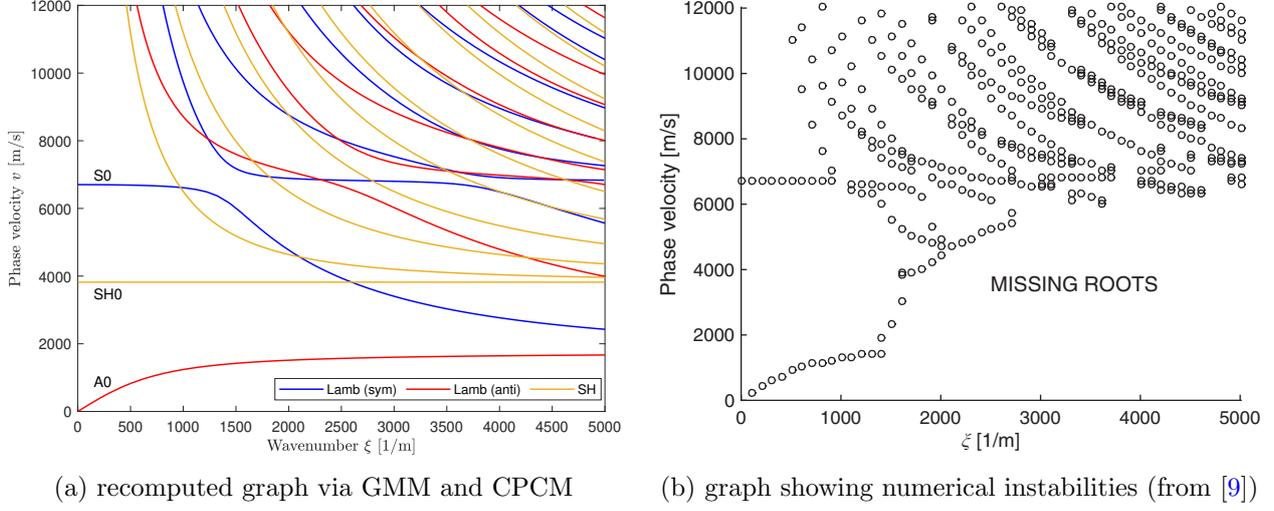 12000
10000
8000
6000
4000
2000
0
Phase velocity v [m/s]
S0
SH0
A0
Lamb (sym) Lamb (anti) SH
0 500 1000 1500 2000 2500 3000 3500 4000 4500 5000
Wavenumber ξ [1/m]
(a) recomputed graph via GMM and CPCM
12000
10000
8000
6000
4000
2000
0
Phase velocity [m/s]
MISSING ROOTS
0 1000 2000 3000 4000 5000
ξ [1/m]
(b) graph showing numerical instabilities (from [9])